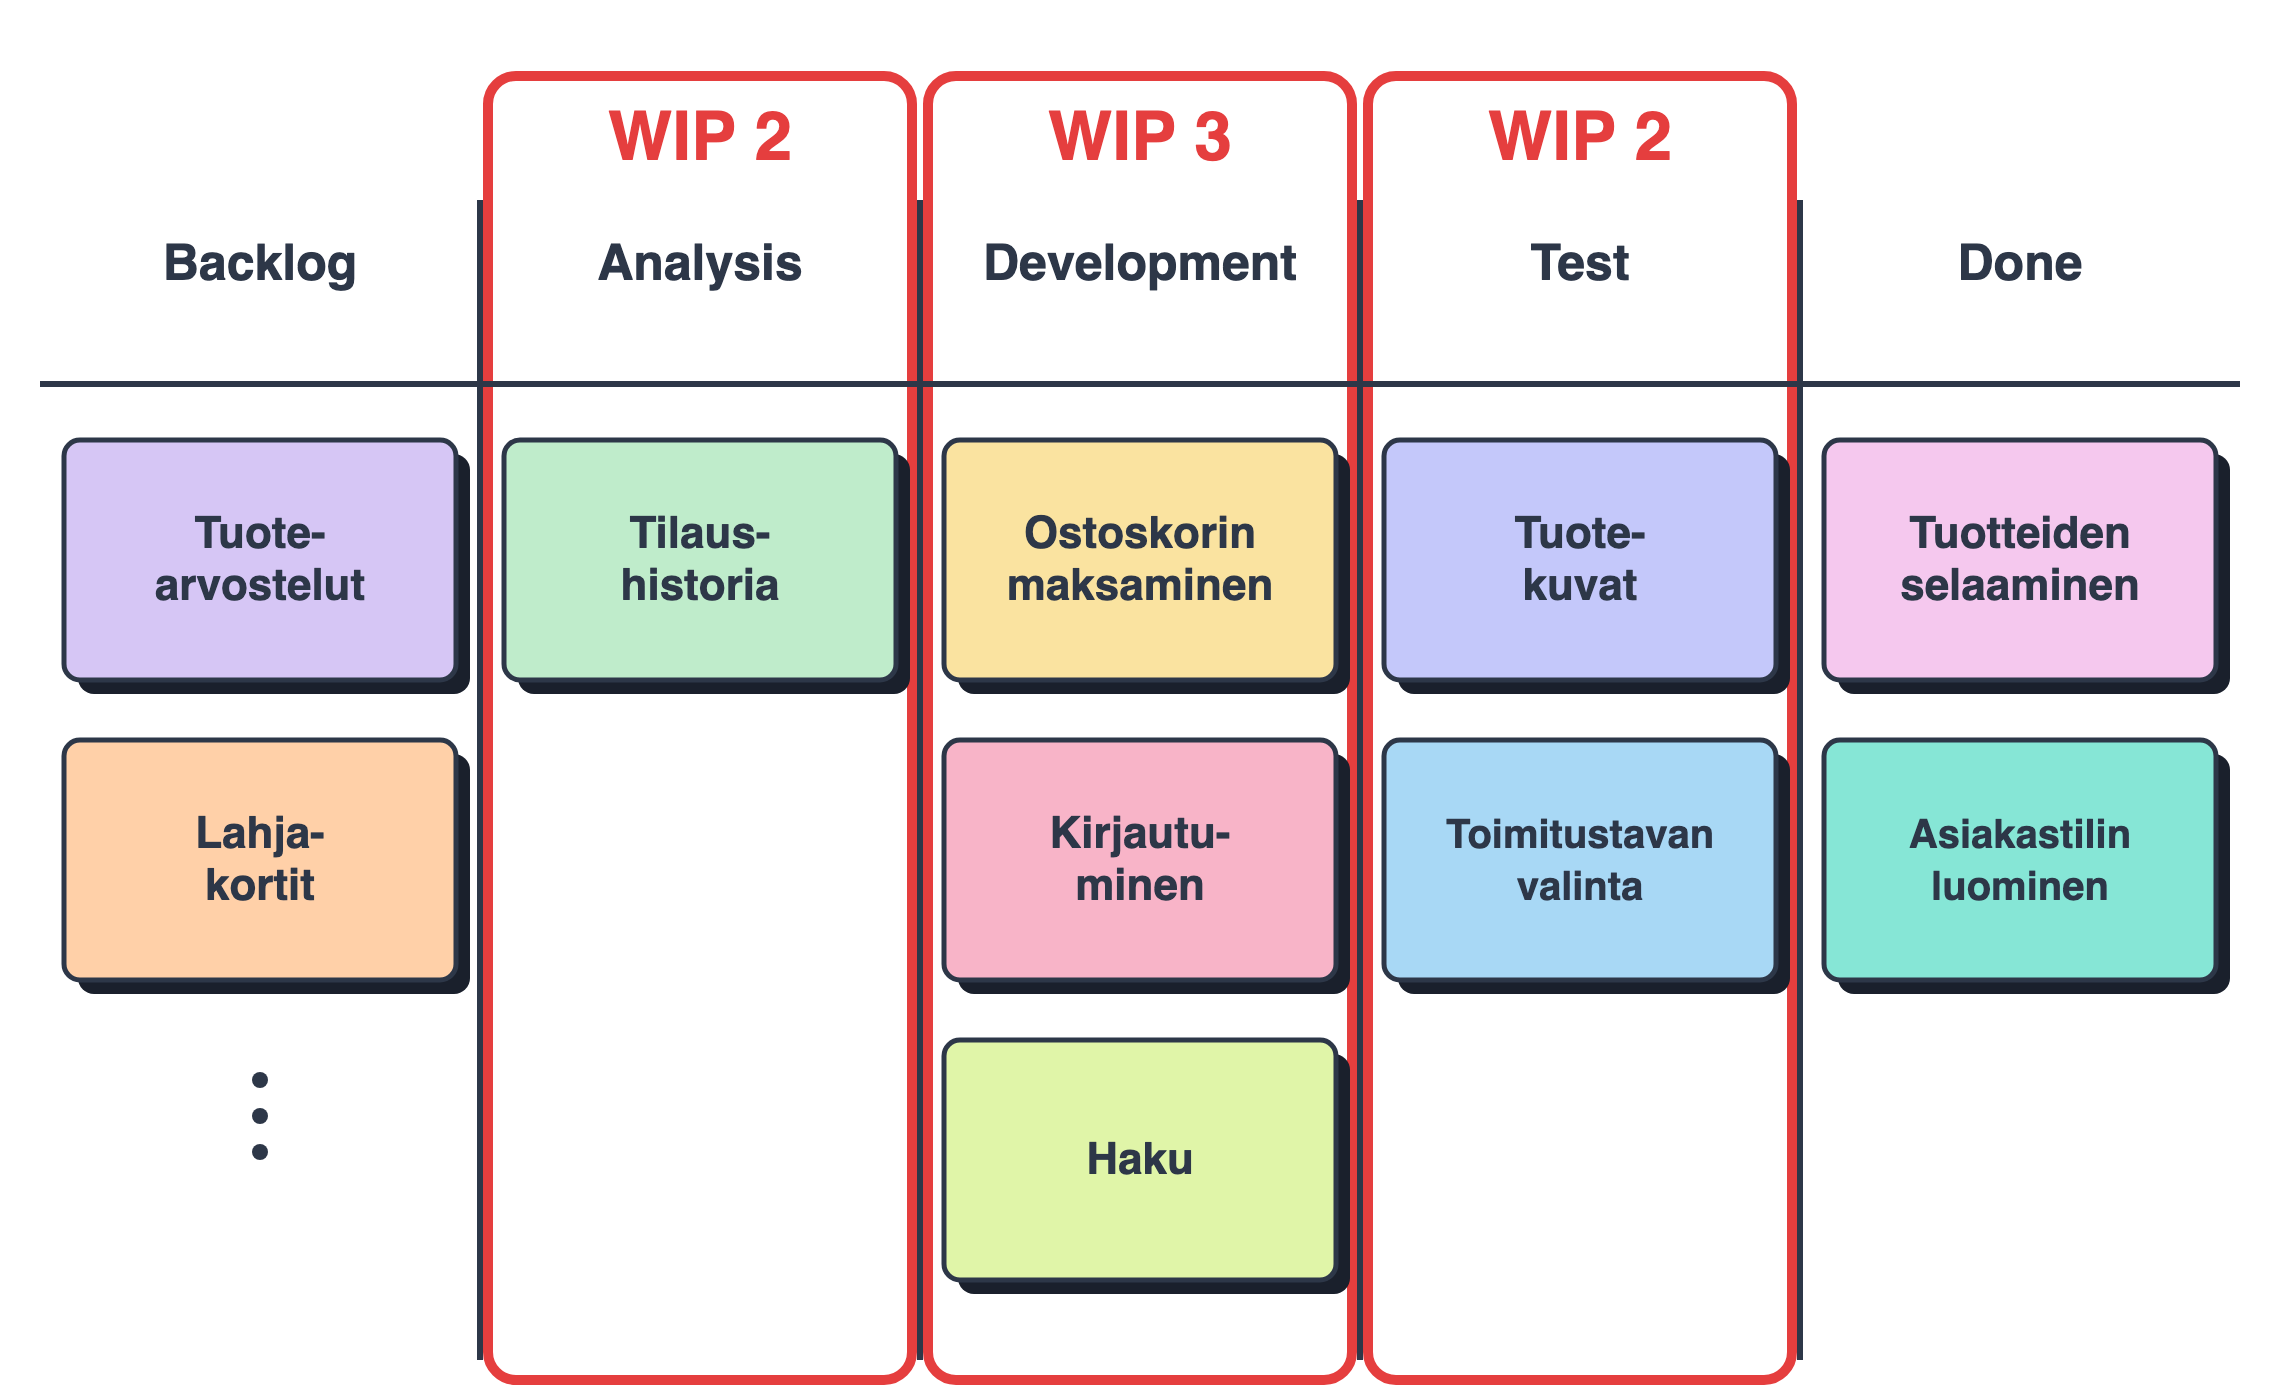 WIP 2
WIP 3
WIP 2
Backlog
Analysis
Development
Test
Done
Tuote-
arvostelut
Tilaus-
historia
Ostoskorin
maksaminen
Tuote-
kuvat
Tuotteiden
selaaminen
Lahja-
kortit
Kirjautu-
minen
Toimitustavan
valinta
Asiakastilin
luominen
Haku